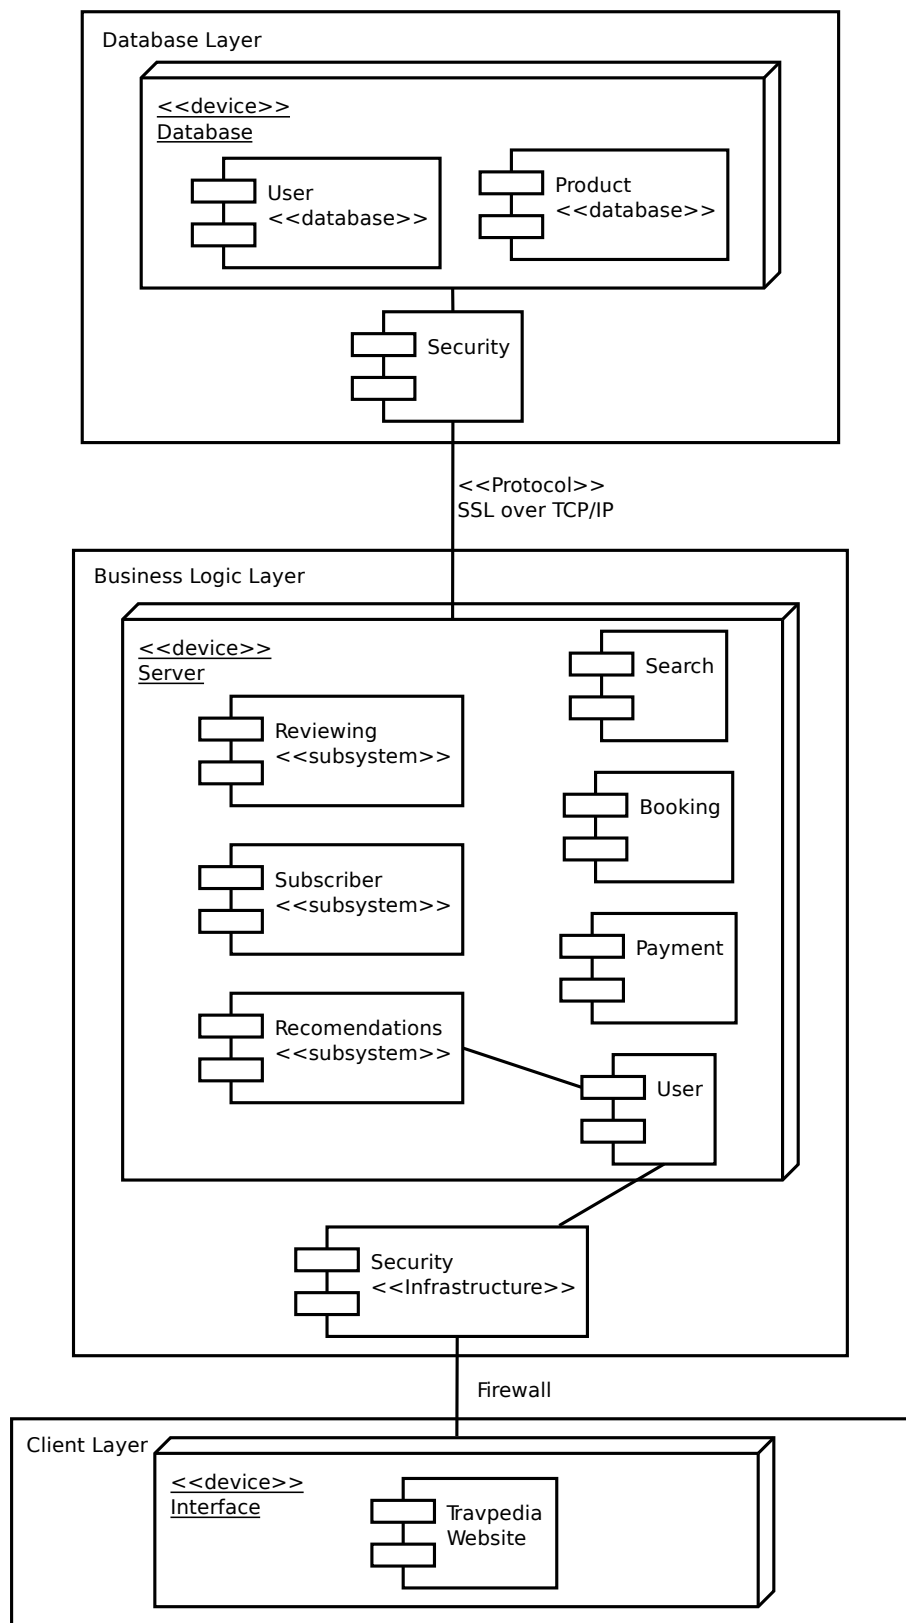 Database Layer
<<device>>
Database
User
<<database>>
Product
<<database>>
Security
<<Protocol>>
SSL over TCP/IP
Business Logic Layer
<<device>>
Server
Search
Reviewing
<<subsystem>>
Booking
Subscriber
<<subsystem>>
Payment
Recomendations
<<subsystem>>
User
Security
<<Infrastructure>>
Firewall
Client Layer
<<device>>
Interface
Travpedia
Website